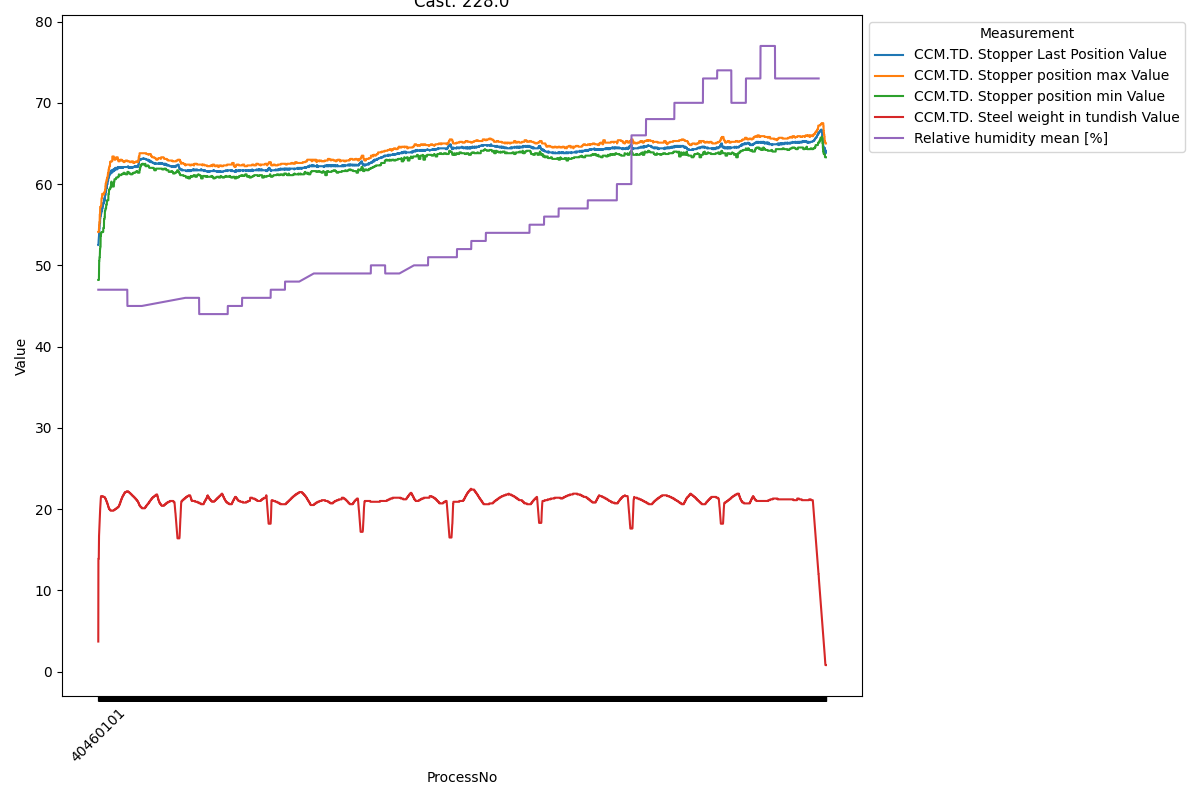 Cast: 228.0
Measurement
CCM.TD. Stopper Last Position Value
CCM.TD. Stopper position max Value
CCM.TD. Stopper position min Value
CCM.TD. Steel weight in tundish Value
Relative humidity mean [%]
80
70
60
50
40
30
20
10
0
Value
40460101
ProcessNo